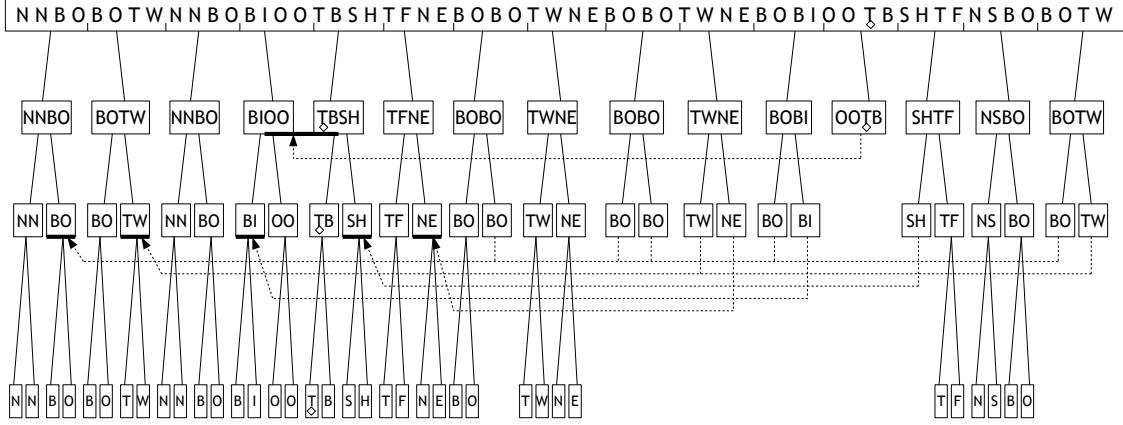 N N B O B O T W N N B O B I O O T B S H T F N E B O B O T W N E B O B O T W N E B O B I O O T B S H T F N S B O B O T W
NNBO BOTW NNBO BIOO TBSH TFNE BOBO TWNE BOBO TWNE BOBI OOTB SHTF NSBO BOTW
NN BO BO TW NN BO BI OO TB SH TF NE BO BO TW NE BO BO TW NE BO BI SH TF NS BO BO TW
N N B O B O T W N N B O B I O O T B S H T F N E B O T W N E T F N S B O